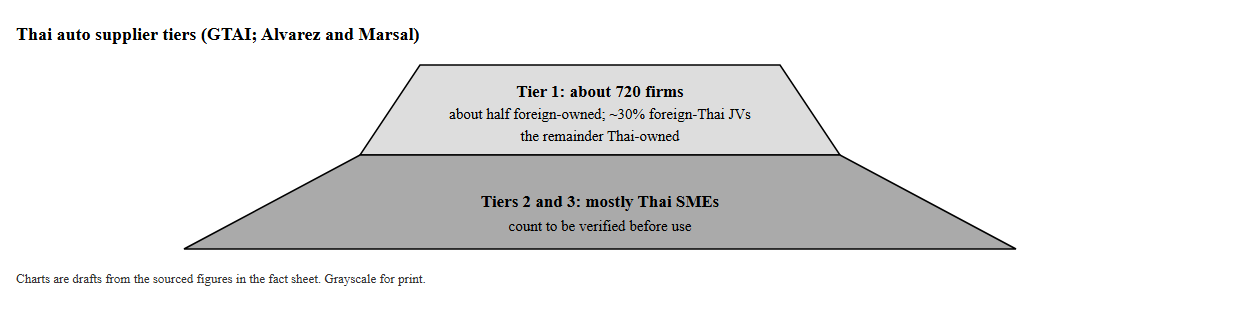 Thai auto supplier tiers (GTAI; Alvarez and Marsal)
Tier 1: about 720 firms
about half foreign-owned; ~30% foreign-Thai JVs
the remainder Thai-owned
Tiers 2 and 3: mostly Thai SMEs
count to be verified before use
Charts are drafts from the sourced figures in the fact sheet. Grayscale for print.